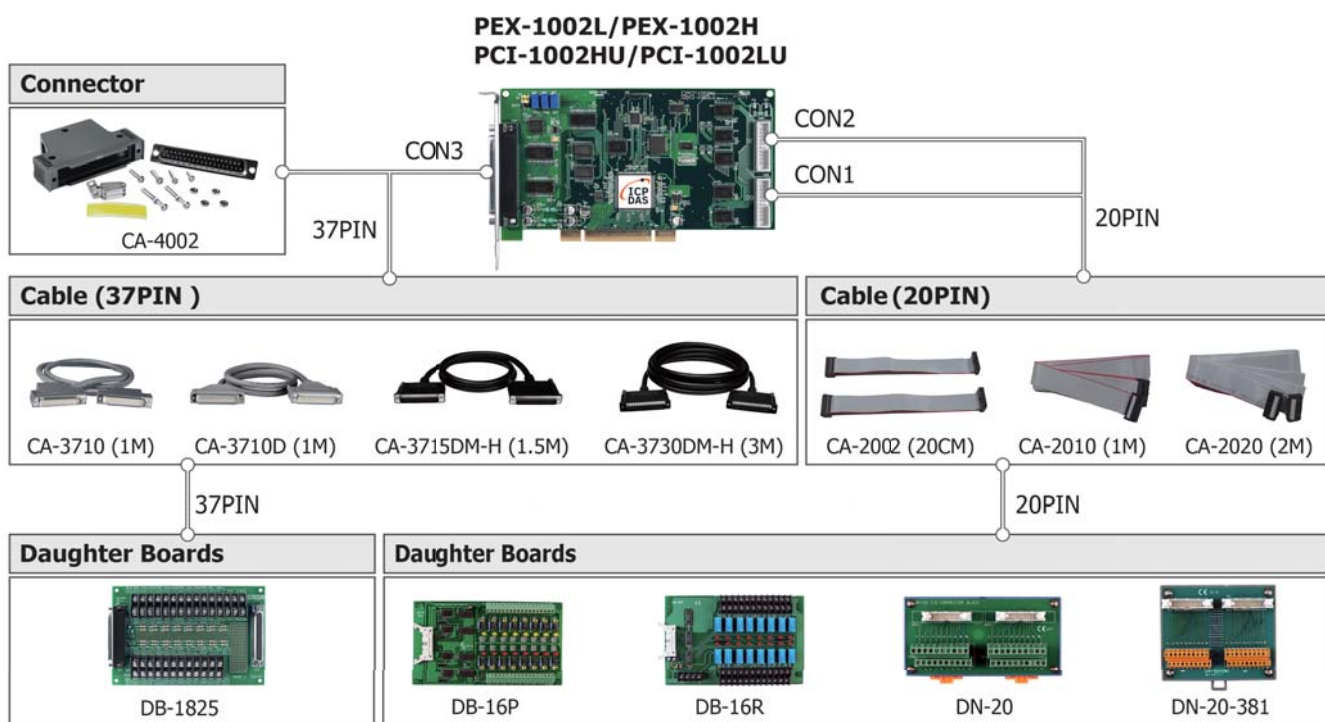 PEX-1002L/PEX-1002H
PCI-1002HU/PCI-1002LU
Connector
CA-4002
CON3
37PIN
ICP
DAS
CON2
CON1
20PIN
Cable (37PIN )
CA-3710 (1M)
CA-3710D (1M)
CA-3715DM-H (1.5M)
CA-3730DM-H (3M)
Cable (20PIN)
CA-2002 (20CM)
CA-2010 (1M)
CA-2020 (2M)
37PIN
20PIN
Daughter Boards
DB-1825
Daughter Boards
DB-16P
DB-16R
DN-20
DN-20-381